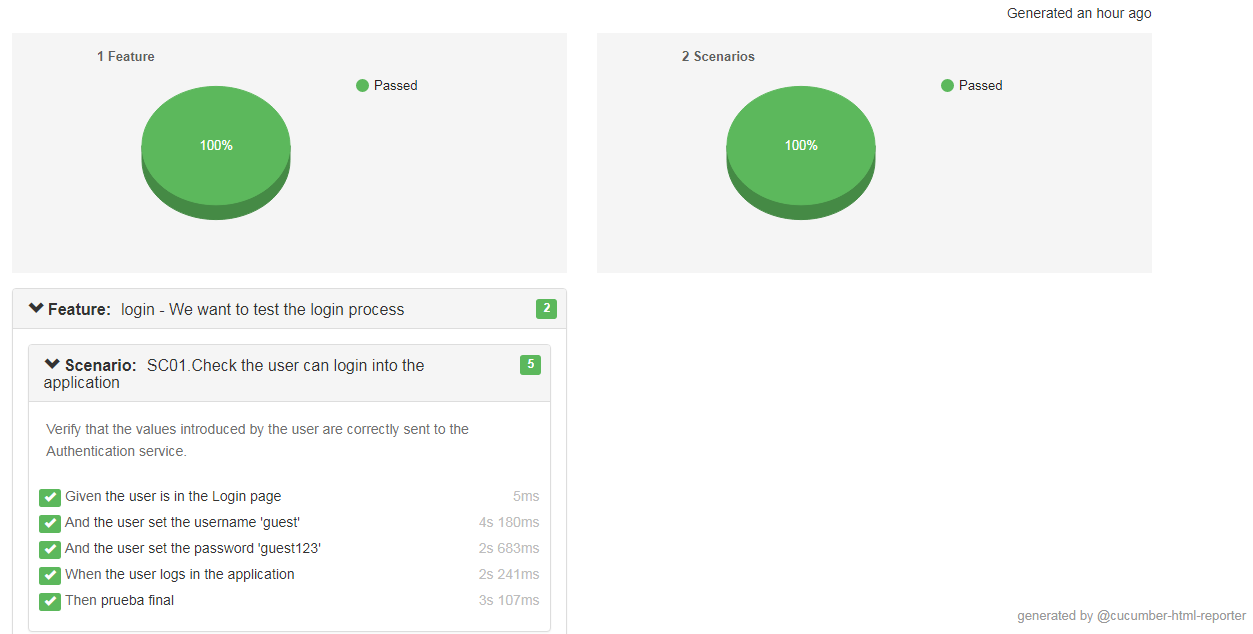 Generated an hour ago
1 Feature
Passed
100%
2 Scenarios
Passed
100%
Feature: login - We want to test the login process 2
Scenario: SC01.Check the user can login into the 5
application
Verify that the values introduced by the user are correctly sent to the
Authentication service.
Given the user is in the Login page 5ms
And the user set the username 'guest' 4s 180ms
And the user set the password 'guest123' 2s 683ms
When the user logs in the application 2s 241ms
Then prueba final 3s 107ms
generated by @cucumber-html-reporter